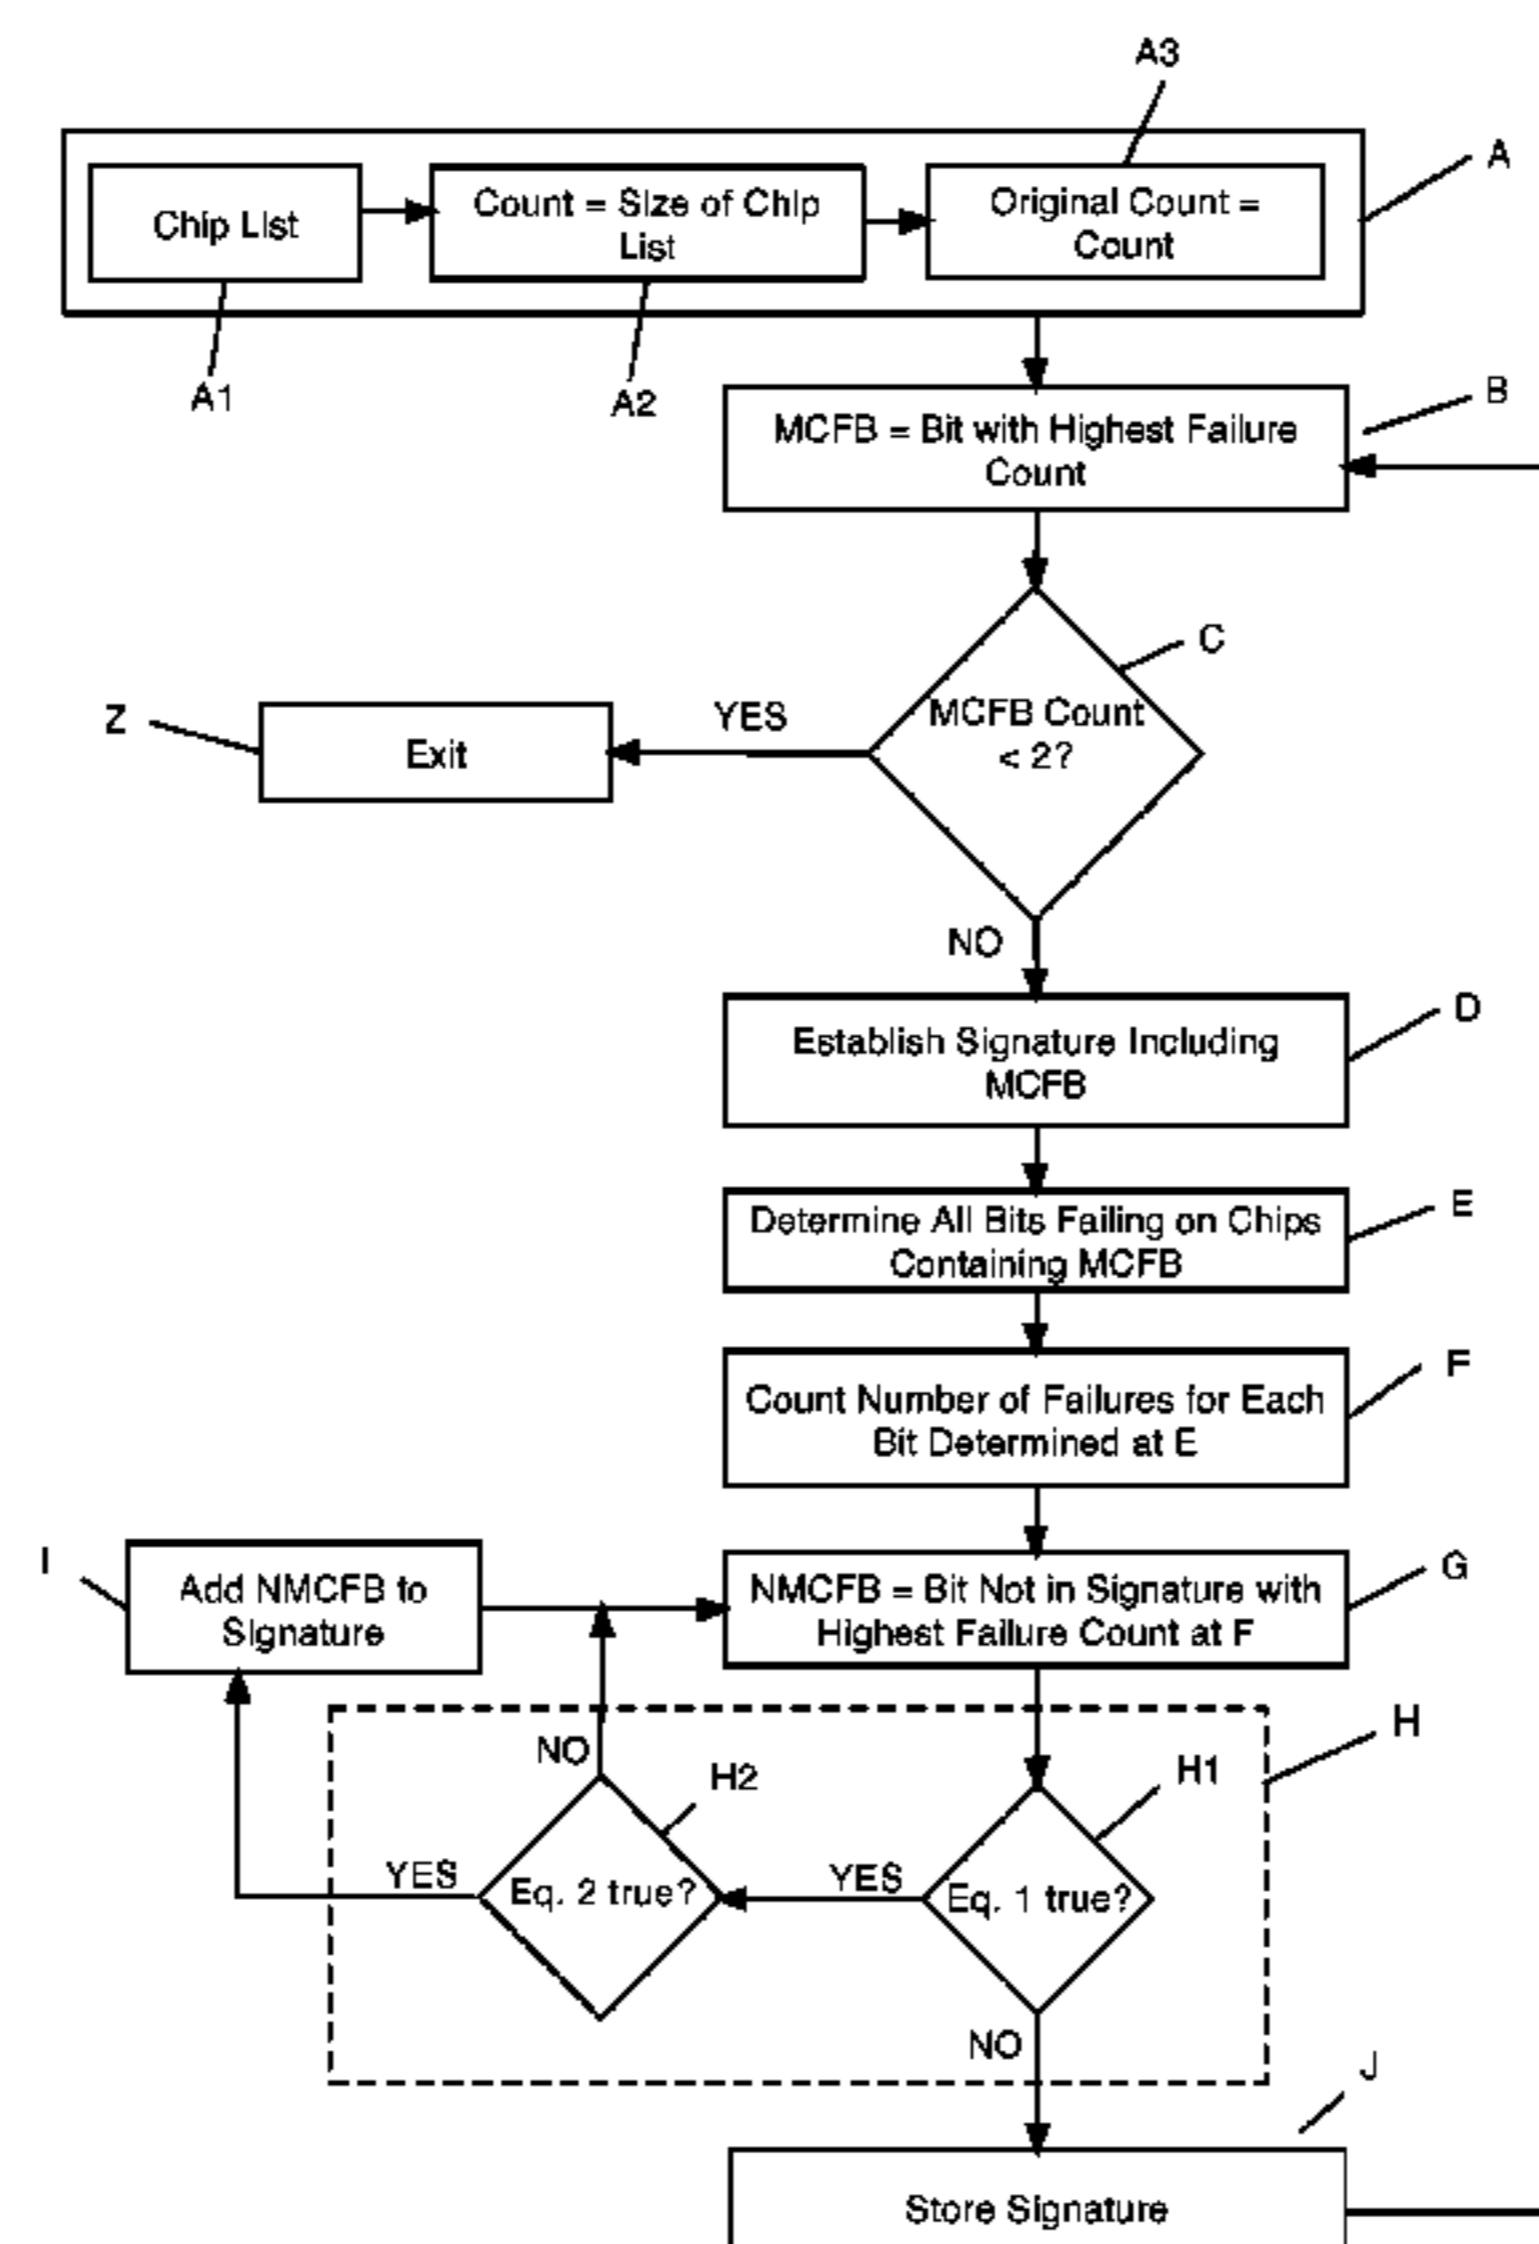 A3
A
Chip List
Count = Size of Chip
List
Original Count =
Count
A1
A2
B
MCFB = Bit with Highest Failure
Count
C
MCFB Count
< 2?
YES
Z
Exit
NO
D
Establish Signature Including
MCFB
E
Determine All Bits Failing on Chips
Containing MCFB
F
Count Number of Failures for Each
Bit Determined at E
I
Add NMCFB to
Signature
G
NMCFB = Bit Not in Signature with
Highest Failure Count at F
H
NO
H2
H1
YES
Eq. 2 true?
YES
Eq. 1 true?
NO
J
Store Signature